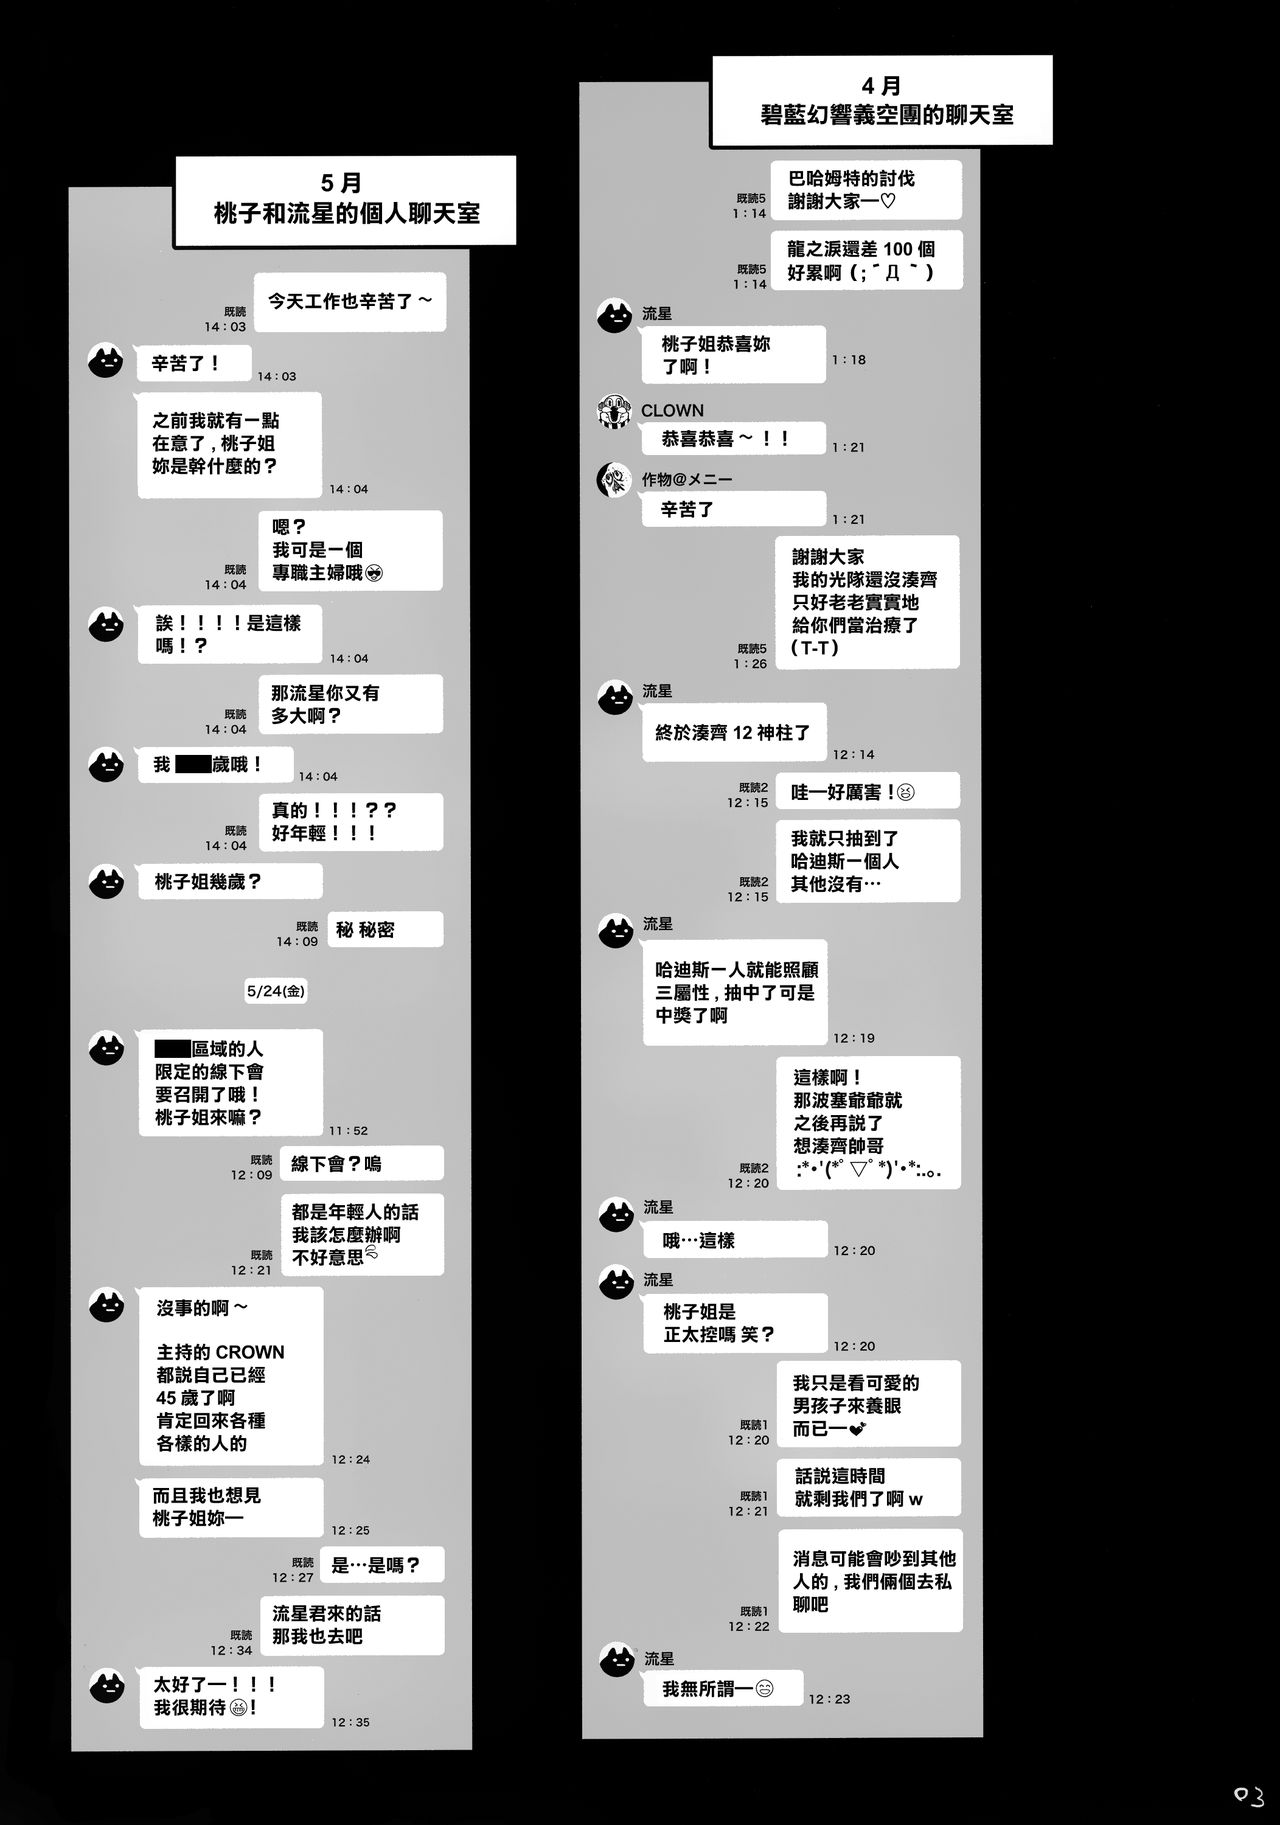 4月
碧藍幻響義空團的聊天室
巴哈姆特的討伐
謝謝大家—♡
既読5
1：14
龍之淚還差 100 個
好累啊（；´Д｀）
既読5
1：14
流星
桃子姐恭喜妳
了啊！
1：18
CLOWN
恭喜恭喜～！！
1：21
作物@メニー
辛苦了
1：21
謝謝大家
我的光隊還沒湊齊
只好老老實實地
給你們當治療了
（T-T）
既読5
1：26
流星
終於湊齊 12 神柱了
12：14
哇—好厲害！
既読2
12：15
我就只抽到了
哈迪斯一個人
其他沒有…
既読2
12：15
流星
哈迪斯一人就能照顧
三屬性，抽中了可是
中獎了啊
12：19
這樣啊！
那波塞爺爺就
之後再説了
想湊齊帥哥
:*•'(*ﾟ▽ﾟ*)'•*:.｡.
既読2
12：20
流星
哦…這樣
12：20
流星
桃子姐是
正太控嗎 笑？
12：20
我只是看可愛的
男孩子來養眼
而已—
既読1
12：20
話説這時間
就剩我們了啊 w
既読1
12：21
消息可能會吵到其他
人的，我們倆個去私
聊吧
既読1
12：22
流星
我無所謂—
12：23
5月
桃子和流星的個人聊天室
今天工作也辛苦了～
既読
14：03
辛苦了！
14：03
之前我就有一點
在意了，桃子姐
妳是幹什麼的？
14：04
嗯？
我可是一個
專職主婦哦
既読
14：04
誒！！！！是這樣
嗎！？
14：04
那流星你又有
多大啊？
既読
14：04
我 歲哦！
14：04
真的！！！？？
好年輕！！！
既読
14：04
桃子姐幾歲？
秘 秘密
既読
14：09
5/24(金)
區域的人
限定的線下會
要召開了哦！
桃子姐來嘛？
11：52
線下會？嗚
既読
12：09
都是年輕人的話
我該怎麼辦啊
不好意思
既読
12：21
沒事的啊～
主持的 CROWN
都説自己已經
45 歲了啊
肯定回來各種
各樣的人的
12：24
而且我也想見
桃子姐妳—
12：25
是…是嗎？
既読
12：27
流星君來的話
那我也去吧
既読
12：34
太好了—！！！
我很期待！
12：35
03